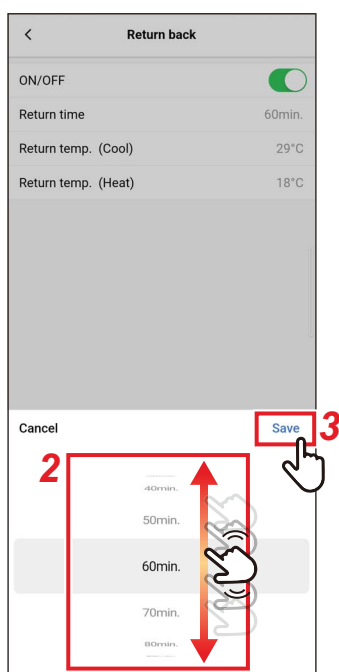 Return back
ON/OFF
Return time 60min.
Return temp. (Cool) 29°C
Return temp. (Heat) 18°C
Cancel Save 3
2
40min.
50min.
60min.
70min.
80min.